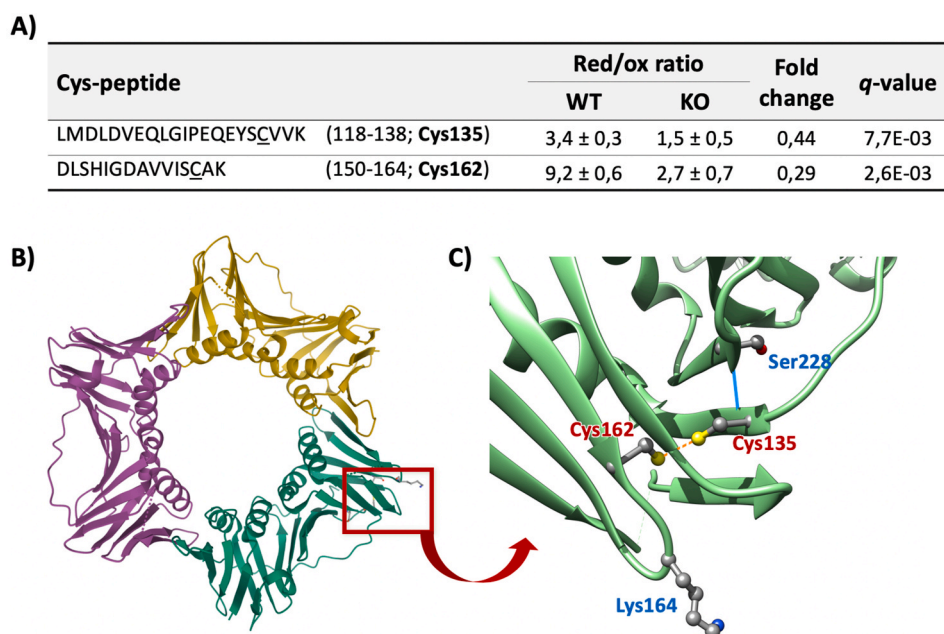 A)
Cys-peptide
Red/ox ratio
Fold change
q-value
WT
KO
LMDLDVEQLGIPEQEYSCVVK (118-138; Cys135) 3,4 ± 0,3 1,5 ± 0,5 0,44 7,7E-03
DLSHIGDAVVISCAK (150-164; Cys162) 9,2 ± 0,6 2,7 ± 0,7 0,29 2,6E-03
B)
C)
Ser228
Cys162
Cys135
Lys164